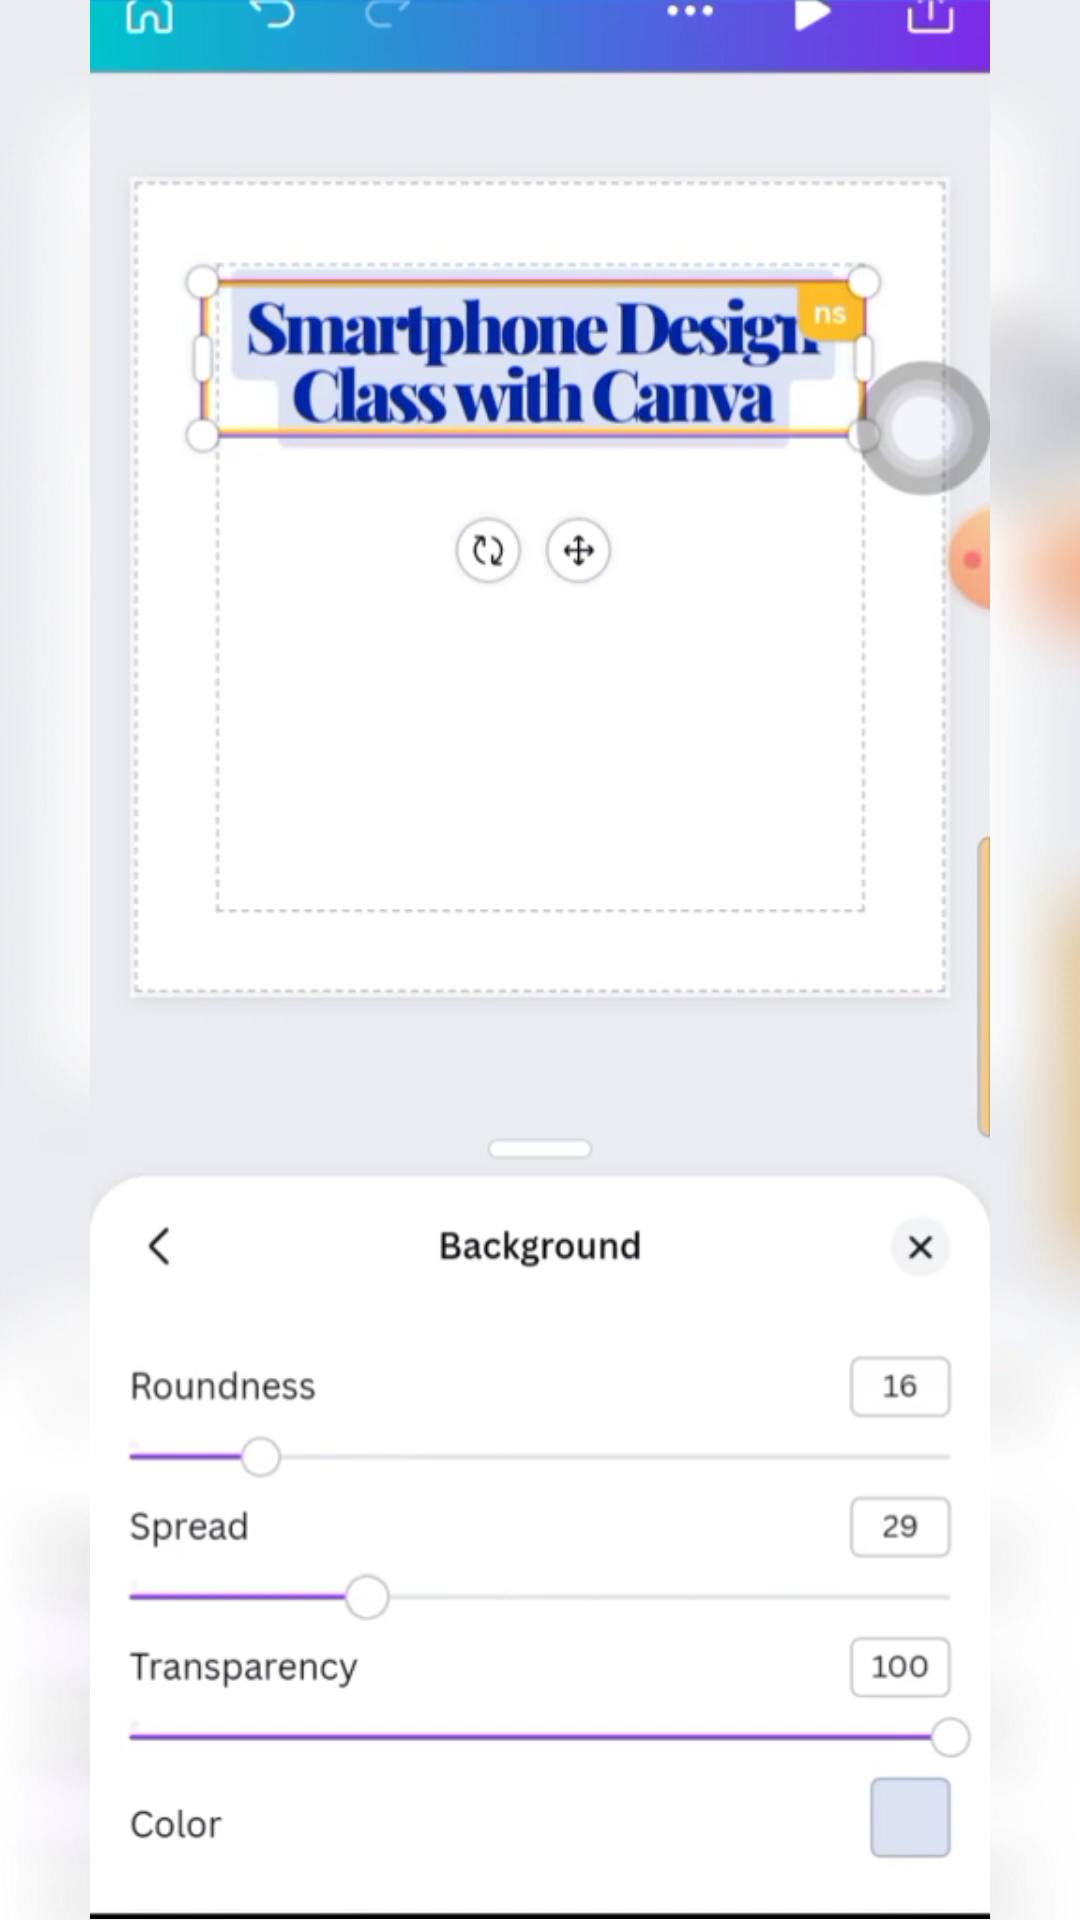 Smartphone Design
ns
Class with Canva
Background
Roundness
16
Spread
29
Transparency
100
Color